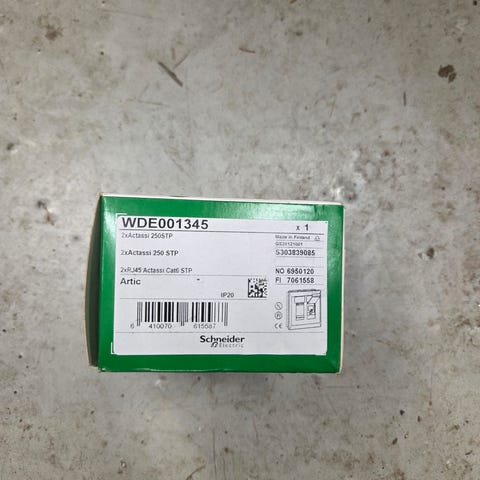 WDE001345
x 1
2xActassi 250STP
Made in Finland
2xActassi 250 STP
S303839085
2xRJ45 Actassi Cat6 STP
NO 6950120
Artic
FI 7061558
IP20
6 410070 615587
Schneider
Electric